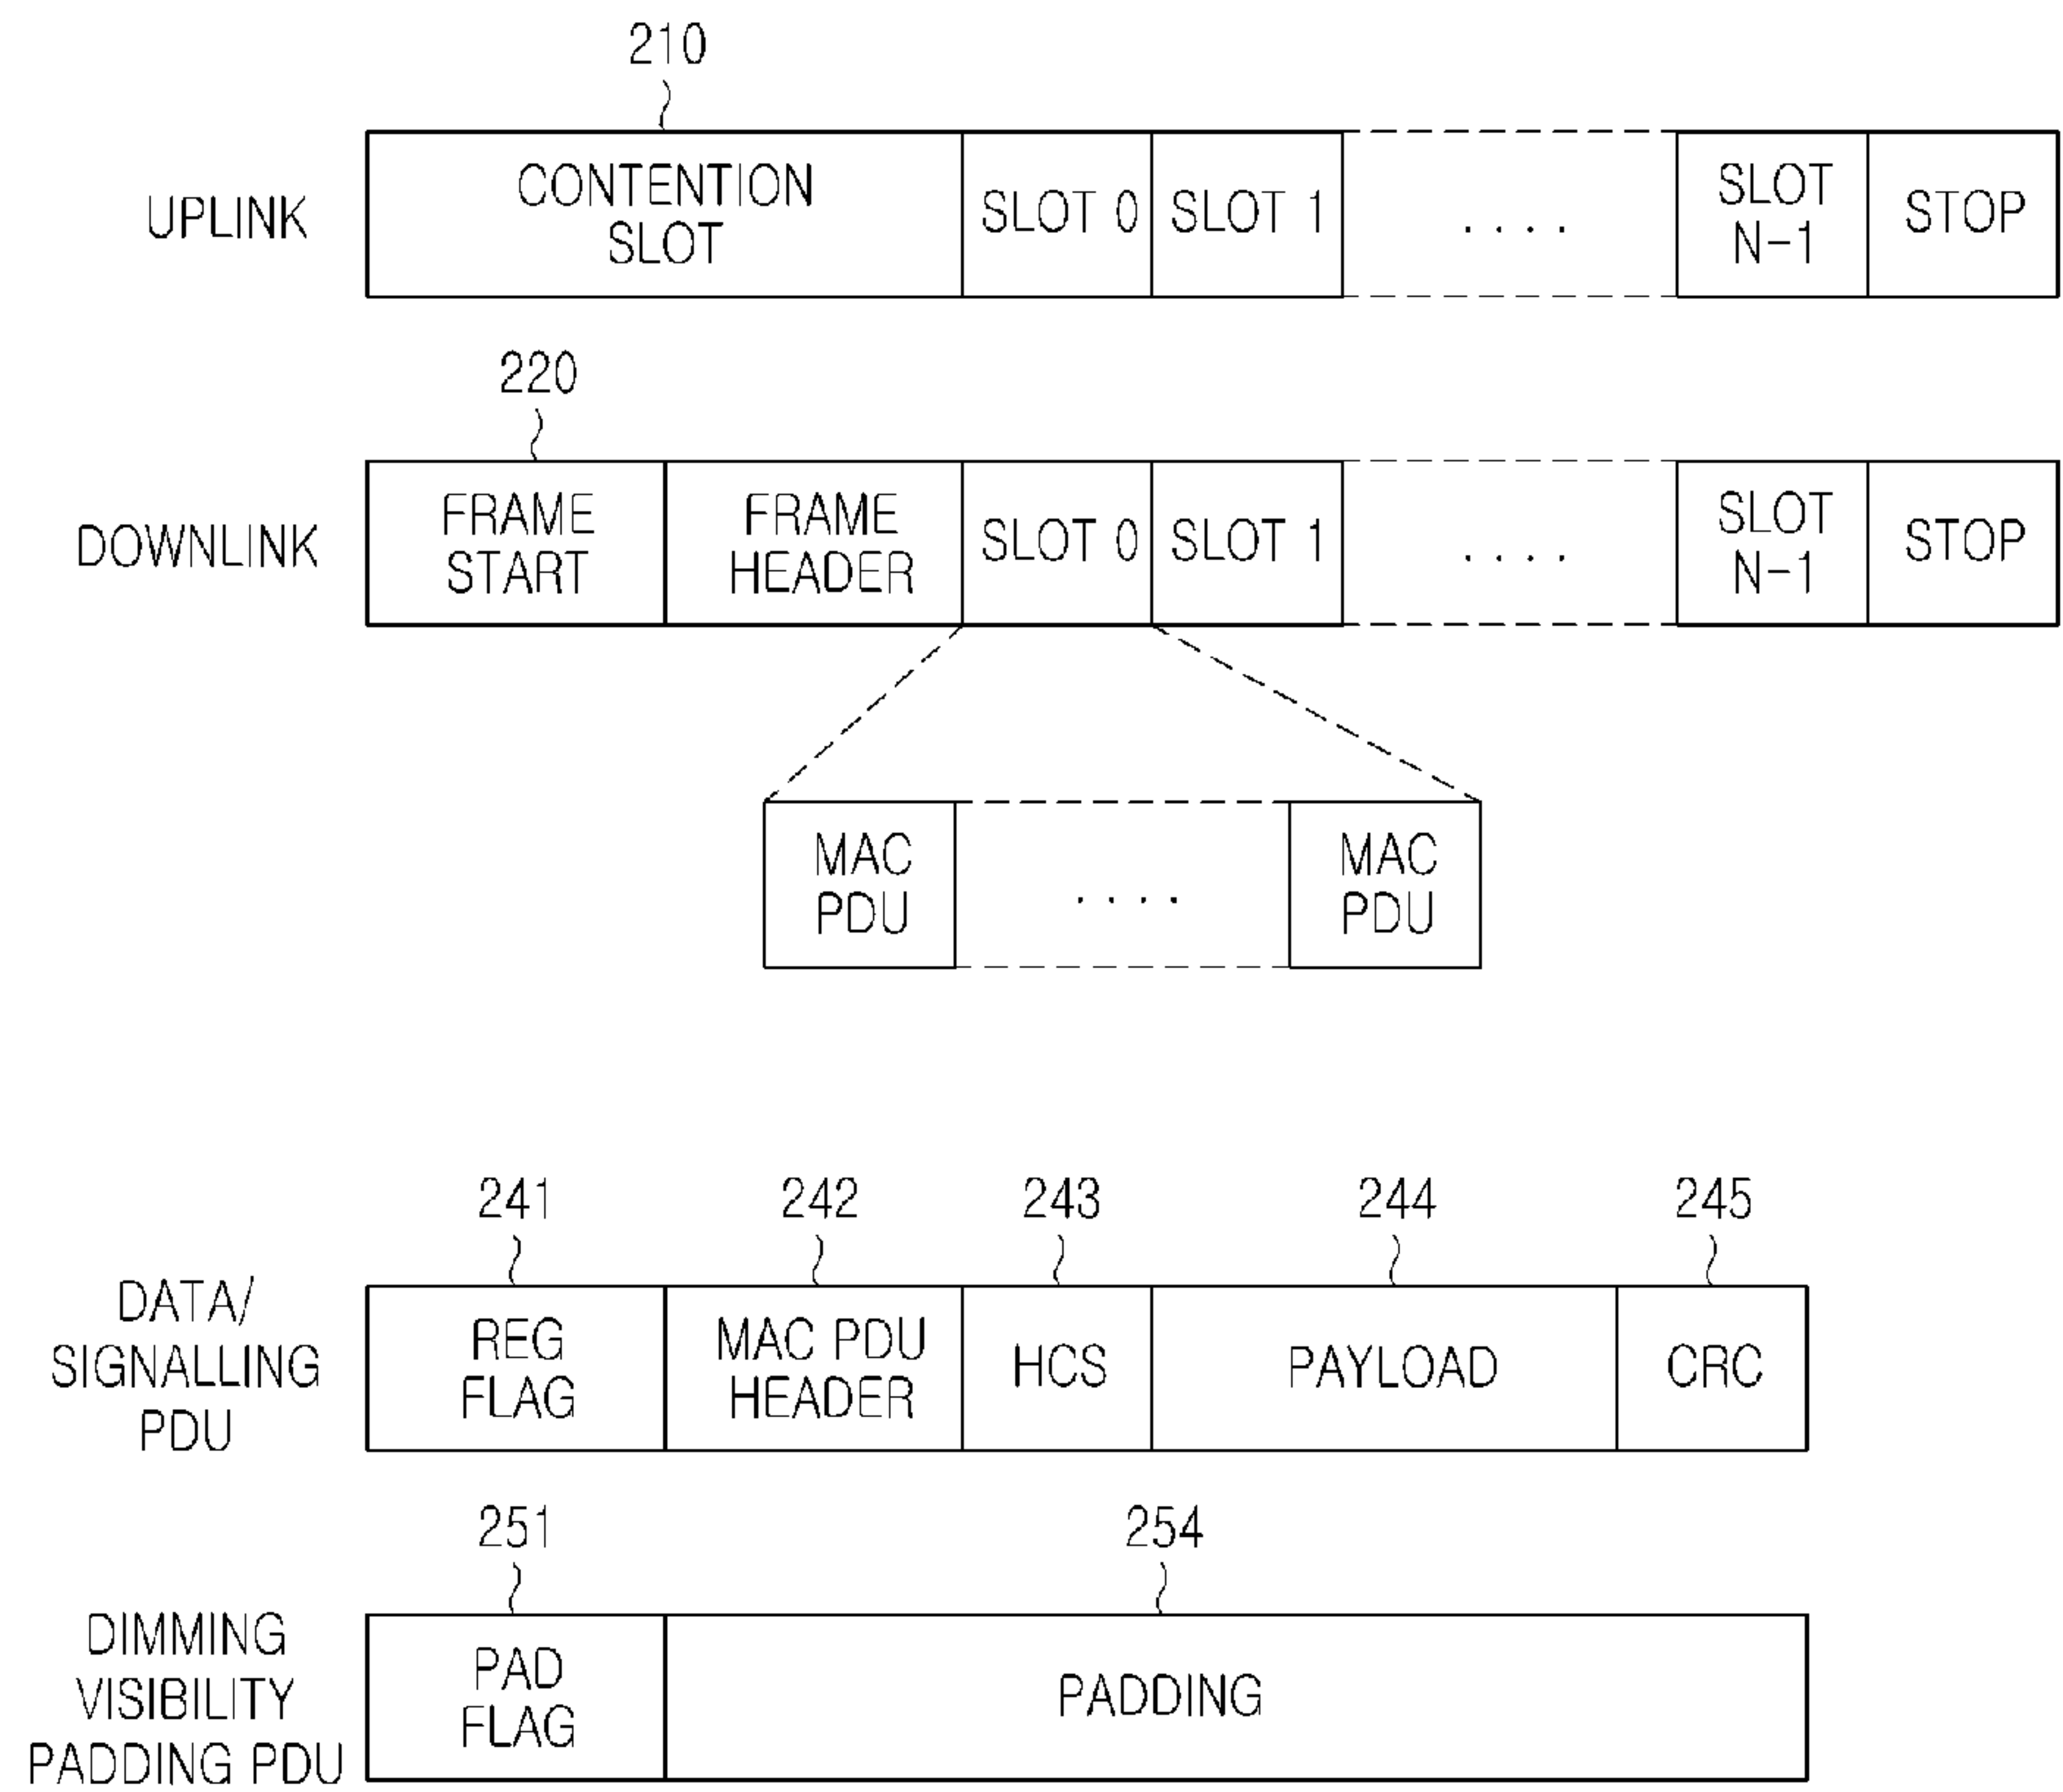 210
UPLINK
CONTENTION
SLOT
SLOT 0
SLOT 1
....
SLOT
N-1
STOP
220
DOWNLINK
FRAME
START
FRAME
HEADER
SLOT 0
SLOT 1
....
SLOT
N-1
STOP
MAC
PDU
....
MAC
PDU
241
242
243
244
245
DATA/
SIGNALLING
PDU
REG
FLAG
MAC PDU
HEADER
HCS
PAYLOAD
CRC
251
254
DIMMING
VISIBILITY
PADDING PDU
PAD
FLAG
PADDING